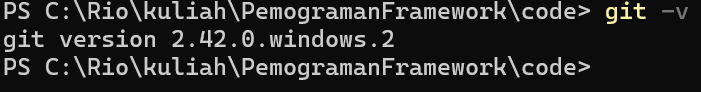 PS C:\Rio\kuliah\PemogramanFramework\code> git -v
git version 2.42.0.windows.2
PS C:\Rio\kuliah\PemogramanFramework\code>